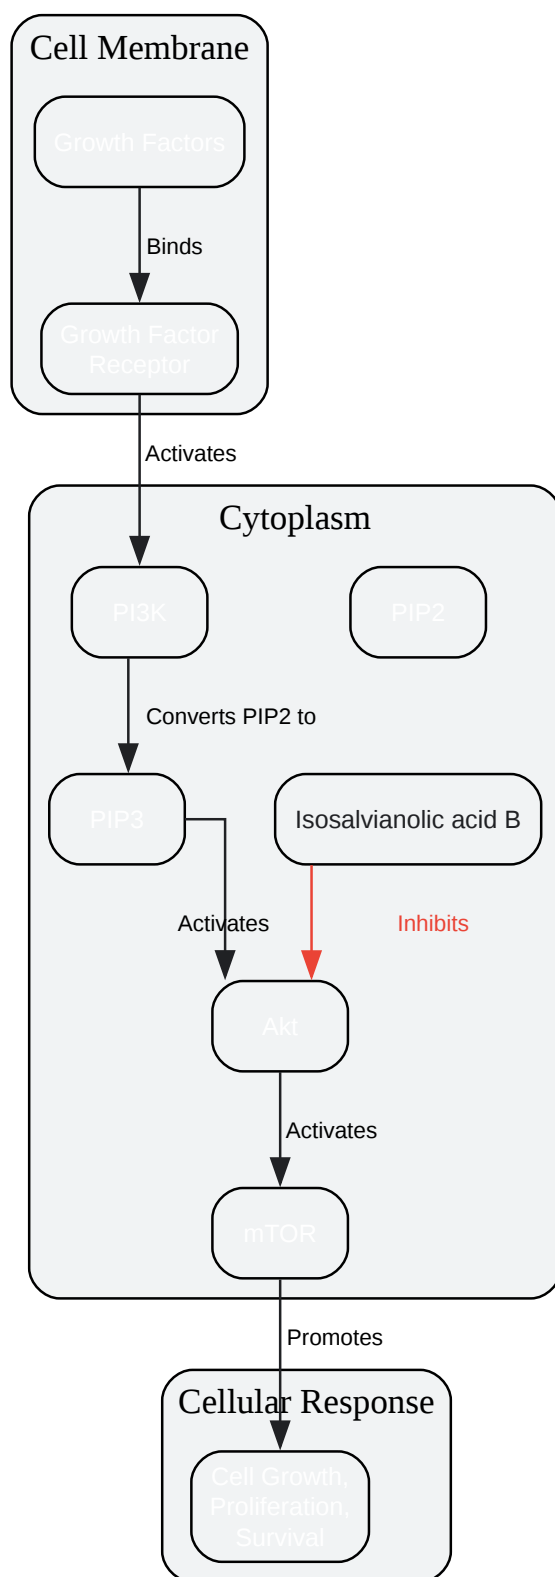 Cell Membrane
Growth Factors
Binds
Growth Factor
Receptor
Activates
Cytoplasm
PI3K
PIP2
Converts PIP2 to
PIP3
Isosalvianolic acid B
Activates
Inhibits
Akt
Activates
mTOR
Promotes
Cellular Response
Cell Growth,
Proliferation,
Survival